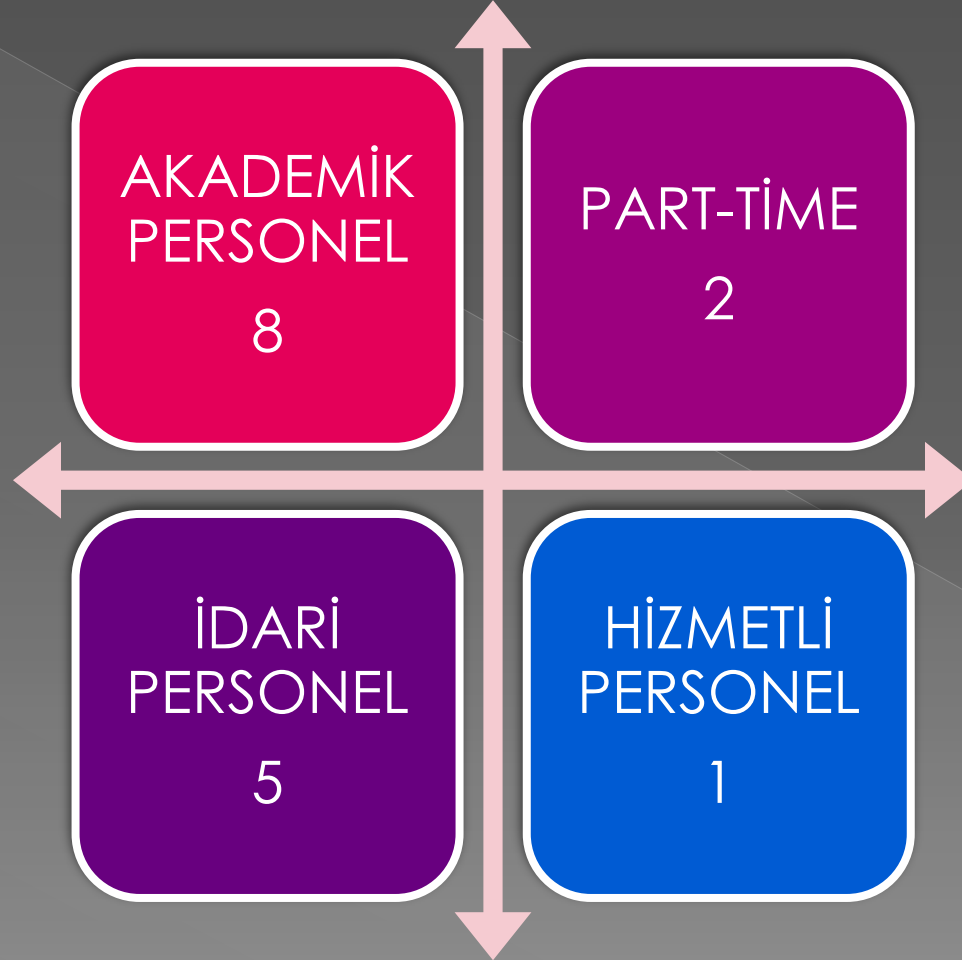 AKADEMİK
PERSONEL
8
PART-TİME
2
İDARİ
PERSONEL
5
HİZMETLİ
PERSONEL
1